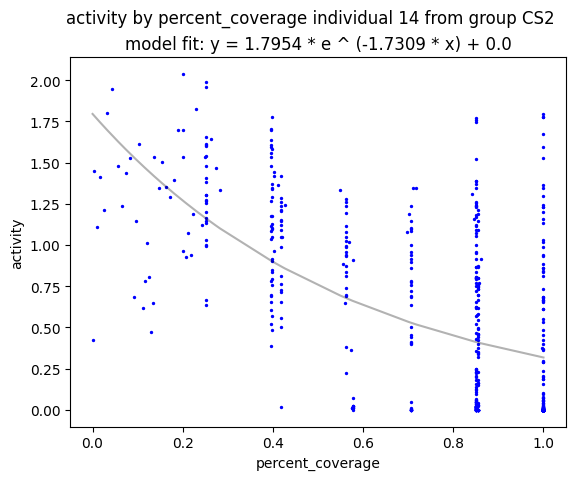 activity by percent_coverage individual 14 from group CS2
model fit: y = 1.7954 * e ^ (-1.7309 * x) + 0.0
activity
2.00
1.75
1.50
1.25
1.00
0.75
0.50
0.25
0.00
0.0 0.2 0.4 0.6 0.8 1.0
percent_coverage